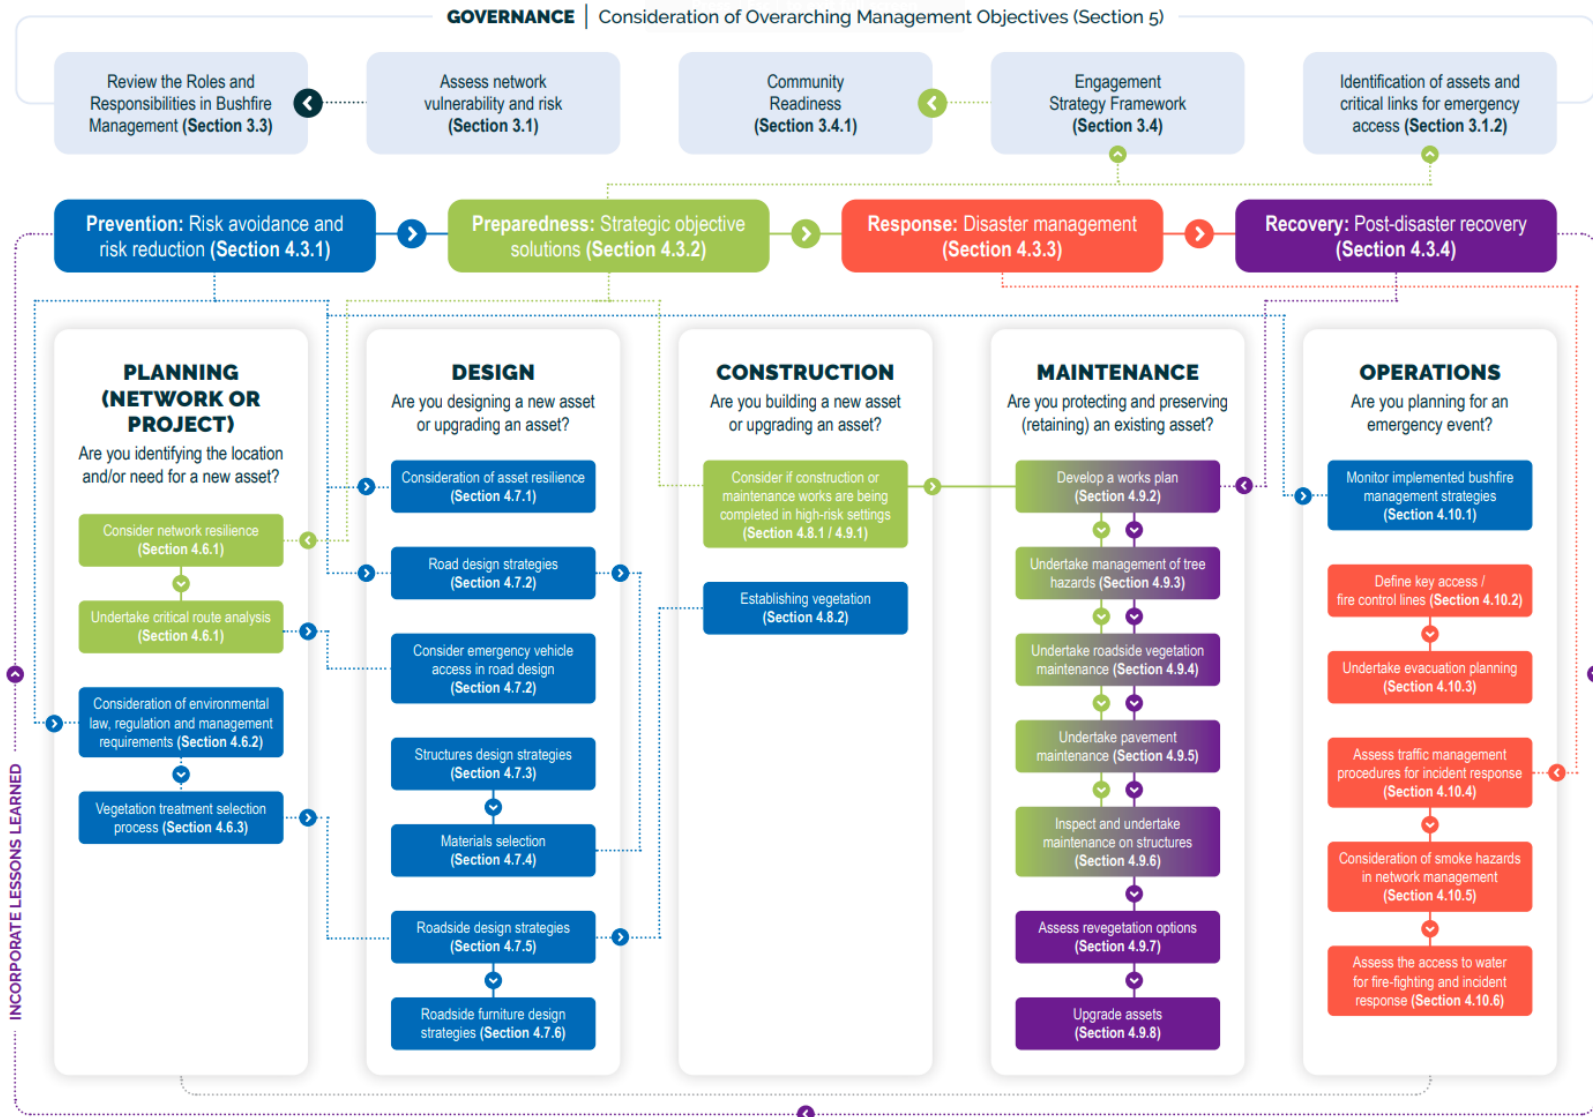 GOVERNANCE | Consideration of Overarching Management Objectives (Section 5)
Review the Roles and
Responsibilities in Bushfire
Management (Section 3.3)
Assess network
vulnerability and risk
(Section 3.1)
Community
Readiness
(Section 3.4.1)
Engagement
Strategy Framework
(Section 3.4)
Identification of assets and
critical links for emergency
access (Section 3.1.2)
Prevention: Risk avoidance and
risk reduction (Section 4.3.1)
Preparedness: Strategic objective
solutions (Section 4.3.2)
Response: Disaster management
(Section 4.3.3)
Recovery: Post-disaster recovery
(Section 4.3.4)
PLANNING
(NETWORK OR
PROJECT)
Are you identifying the location
and/or need for a new asset?
Consider network resilience
(Section 4.6.1)
Undertake critical route analysis
(Section 4.6.1)
Consideration of environmental
law, regulation and management
requirements (Section 4.6.2)
Vegetation treatment selection
process (Section 4.6.3)
DESIGN
Are you designing a new asset
or upgrading an asset?
Consideration of asset resilience
(Section 4.7.1)
Road design strategies
(Section 4.7.2)
Consider emergency vehicle
access in road design
(Section 4.7.2)
Structures design strategies
(Section 4.7.3)
Materials selection
(Section 4.7.4)
Roadside design strategies
(Section 4.7.5)
Roadside furniture design
strategies (Section 4.7.6)
CONSTRUCTION
Are you building a new asset
or upgrading an asset?
Consider if construction or
maintenance works are being
completed in high-risk settings
(Section 4.8.1 / 4.9.1)
Establishing vegetation
(Section 4.8.2)
MAINTENANCE
Are you protecting and preserving
(retaining) an existing asset?
Develop a works plan
(Section 4.9.2)
Undertake management of tree
hazards (Section 4.9.3)
Undertake roadside vegetation
maintenance (Section 4.9.4)
Undertake pavement
maintenance (Section 4.9.5)
Inspect and undertake
maintenance on structures
(Section 4.9.6)
Assess revegetation options
(Section 4.9.7)
Upgrade assets
(Section 4.9.8)
OPERATIONS
Are you planning for an
emergency event?
Monitor implemented bushfire
management strategies
(Section 4.10.1)
Define key access /
fire control lines (Section 4.10.2)
Undertake evacuation planning
(Section 4.10.3)
Assess traffic management
procedures for incident response
(Section 4.10.4)
Consideration of smoke hazards
in network management
(Section 4.10.5)
Assess the access to water
for fire-fighting and incident
response (Section 4.10.6)
INCORPORATE LESSONS LEARNED